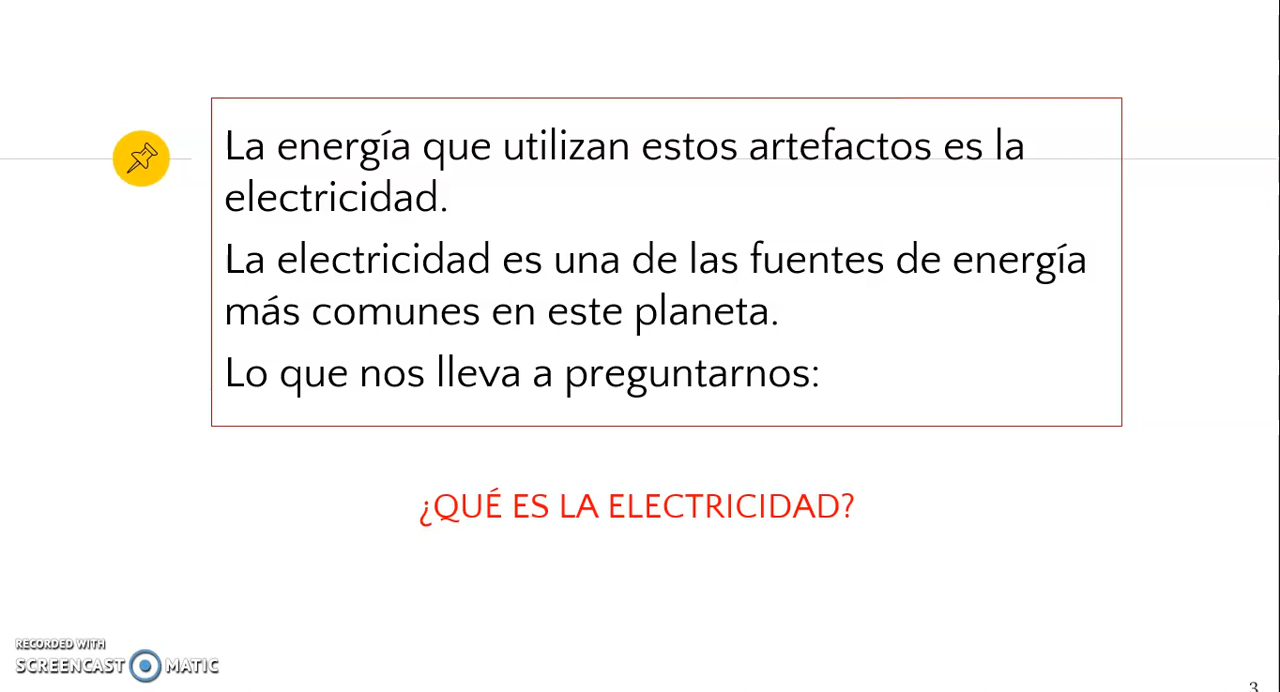 La energía que utilizan estos artefactos es la
electricidad.
La electricidad es una de las fuentes de energía
más comunes en este planeta.
Lo que nos lleva a preguntarnos:
¿QUÉ ES LA ELECTRICIDAD?
RECORDED WITH
SCREENCAST MATIC
3